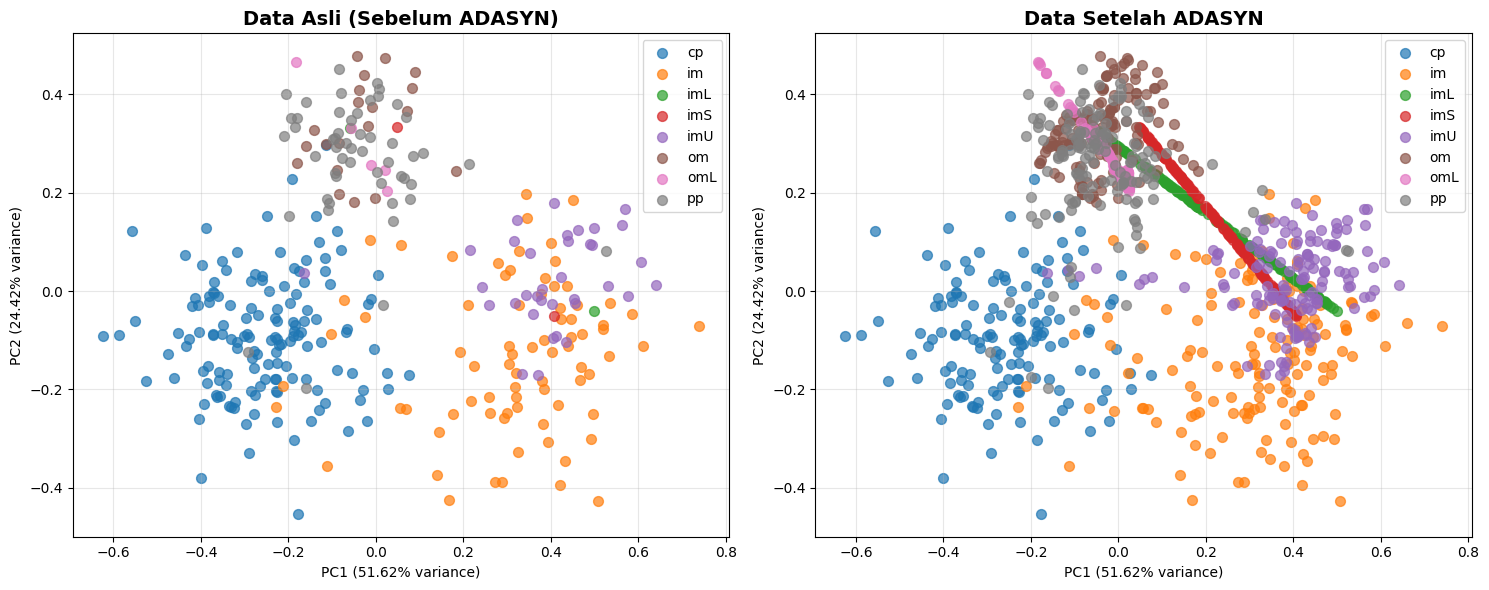 Data Asli (Sebelum ADASYN)
PC2 (24.42% variance)
0.4
0.2
0.0
−0.2
−0.4
−0.6
−0.4
−0.2
0.0
0.2
0.4
0.6
0.8
PC1 (51.62% variance)
cp
im
imL
imS
imU
om
omL
pp
Data Setelah ADASYN
PC2 (24.42% variance)
0.4
0.2
0.0
−0.2
−0.4
−0.6
−0.4
−0.2
0.0
0.2
0.4
0.6
0.8
PC1 (51.62% variance)
cp
im
imL
imS
imU
om
omL
pp